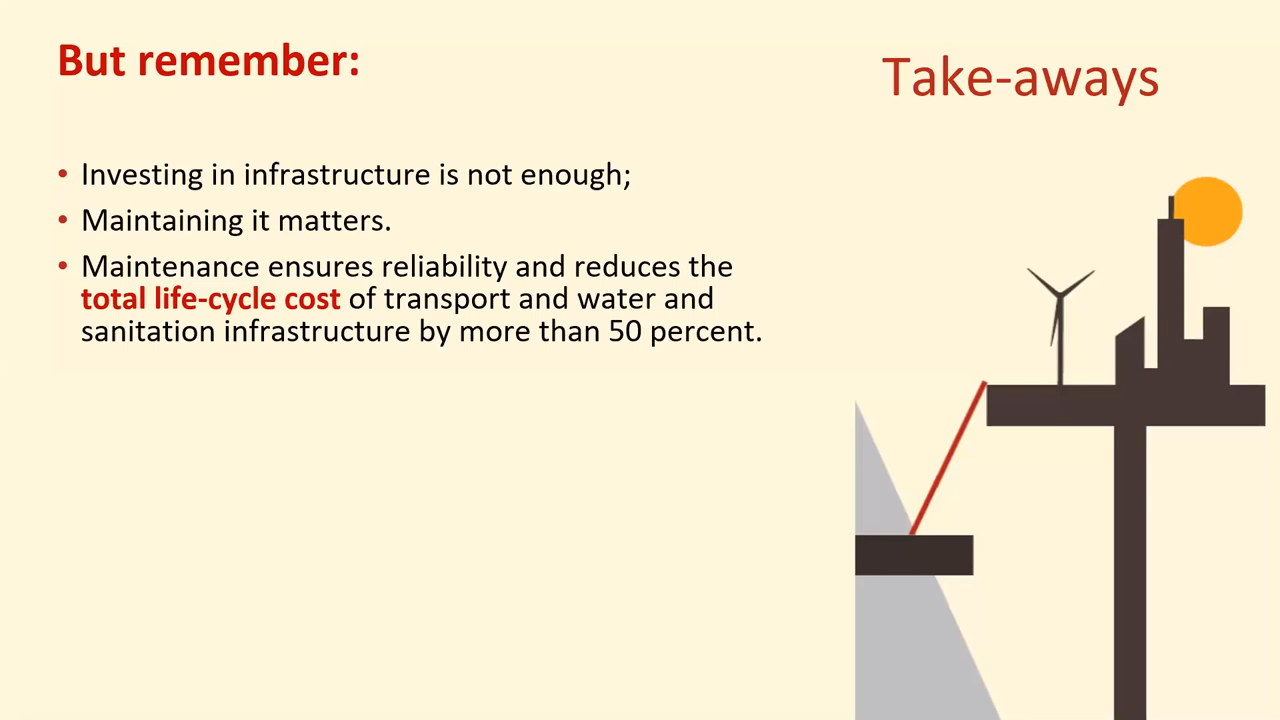 But remember:
Take-aways
• Investing in infrastructure is not enough;
• Maintaining it matters.
• Maintenance ensures reliability and reduces the
total life-cycle cost of transport and water and
sanitation infrastructure by more than 50 percent.